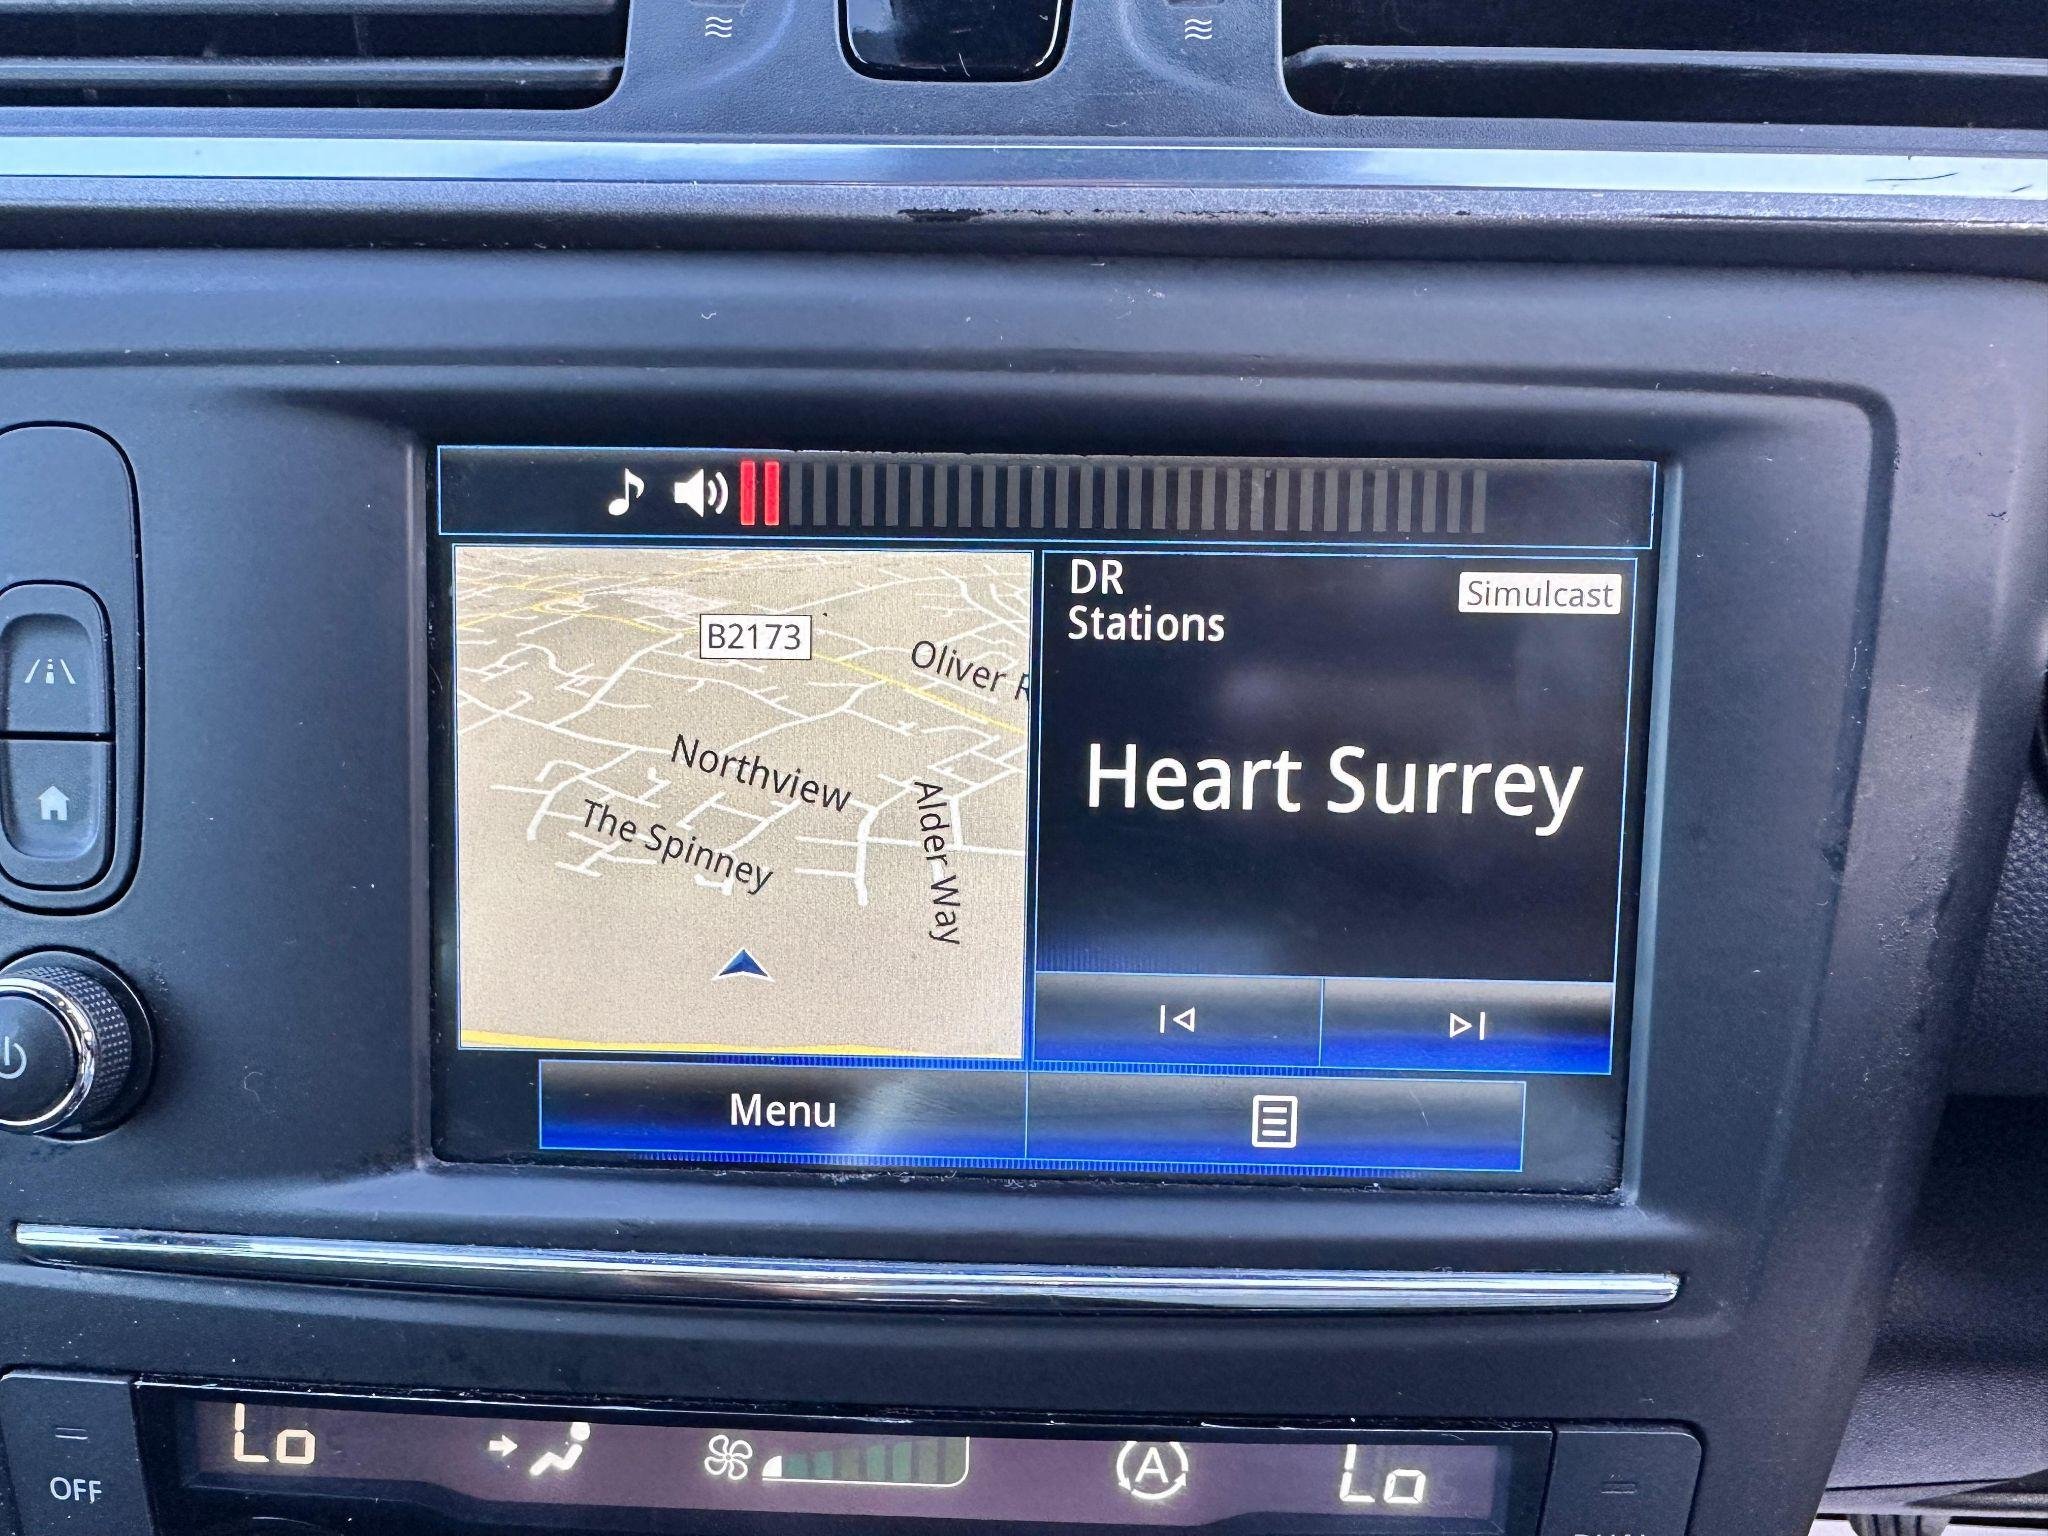 DR
Stations
Simulcast
B2173
Oliver
Northview
The Spinney
Alder Way
Heart Surrey
Menu
Lo
A
Lo
OFF